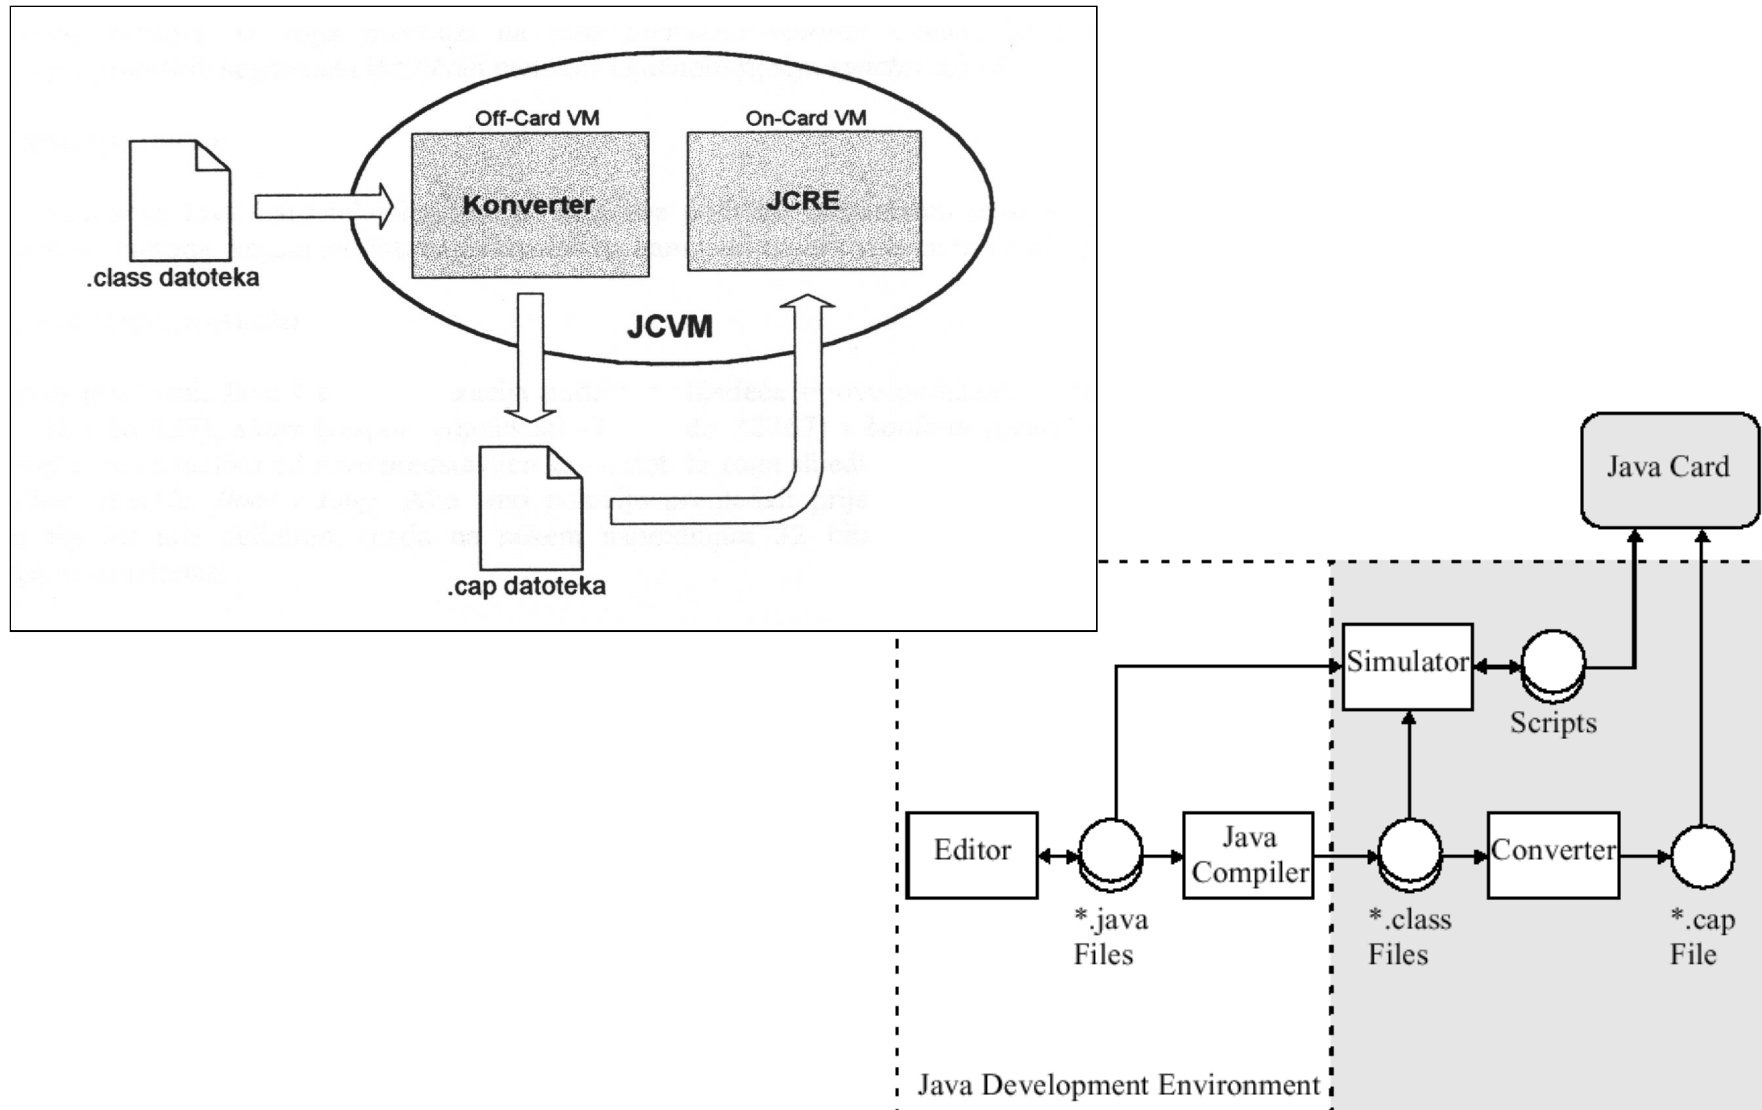 Off-Card VM
On-Card VM
Konverter
JCRE
.class datoteka
JCVM
.cap datoteka
Java Card
Simulator
Scripts
Editor
Java
Compiler
Converter
*.java
Files
*.class
Files
*.cap
File
Java Development Environment